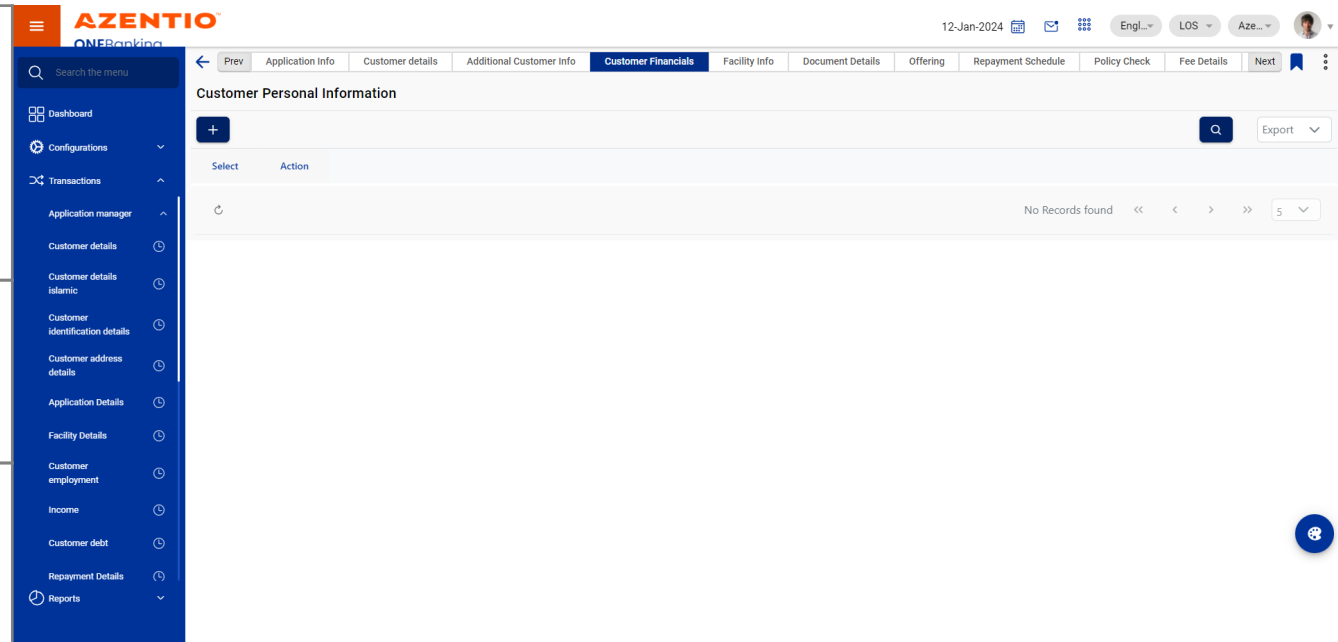 AZENTIO
ONEBanking
12-Jan-2024
Engl...
LOS
Aze...
Search the menu
Dashboard
Configurations
Transactions
Application manager
Customer details
Customer details
islamic
Customer
identification details
Customer address
details
Application Details
Facility Details
Customer
employment
Income
Customer debt
Repayment Details
Reports
Prev
Application Info
Customer details
Additional Customer Info
Customer Financials
Facility Info
Document Details
Offering
Repayment Schedule
Policy Check
Fee Details
Next
Customer Personal Information
+
Export
Select
Action
No Records found
5